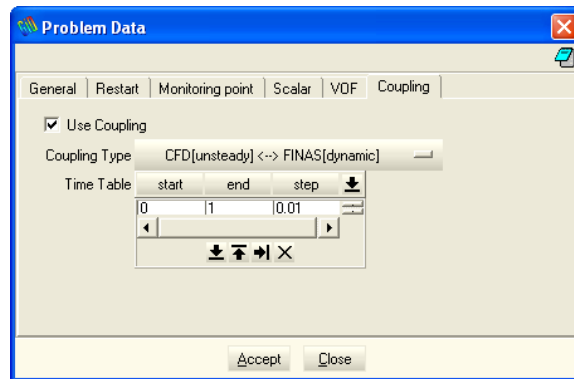 Problem Data
General Restart Monitoring point Scalar VOF Coupling
Use Coupling
Coupling Type CFD[unsteady] <--> FINAS[dynamic]
Time Table start end step
0 1 0.01
Accept Close